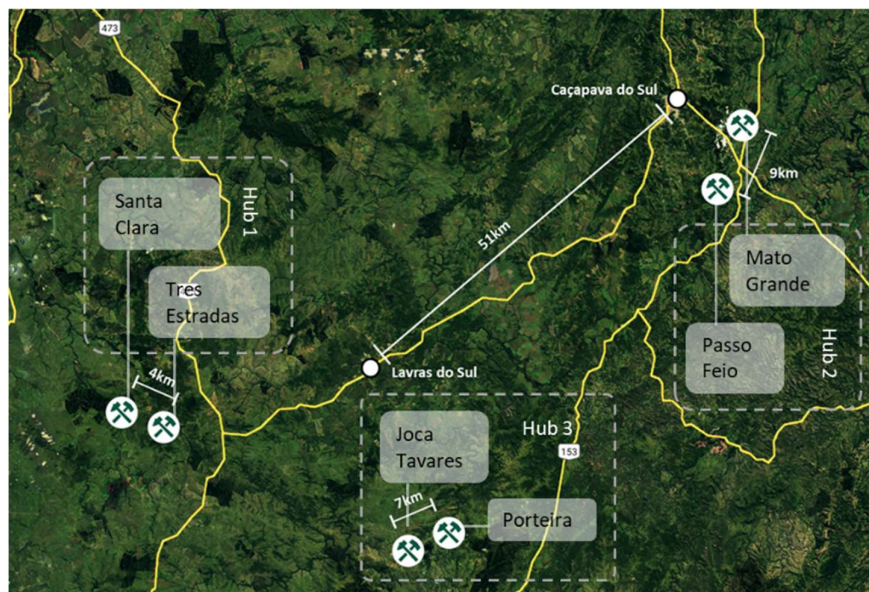 473
Caçapava do Sul
9km
Santa
Clara
Hub 1
51km
Mato
Grande
Tres
Estradas
Passo
Feio
Hub 2
Lavras do Sul
4km
Joca
Tavares
Hub 3
153
7km
Porteira